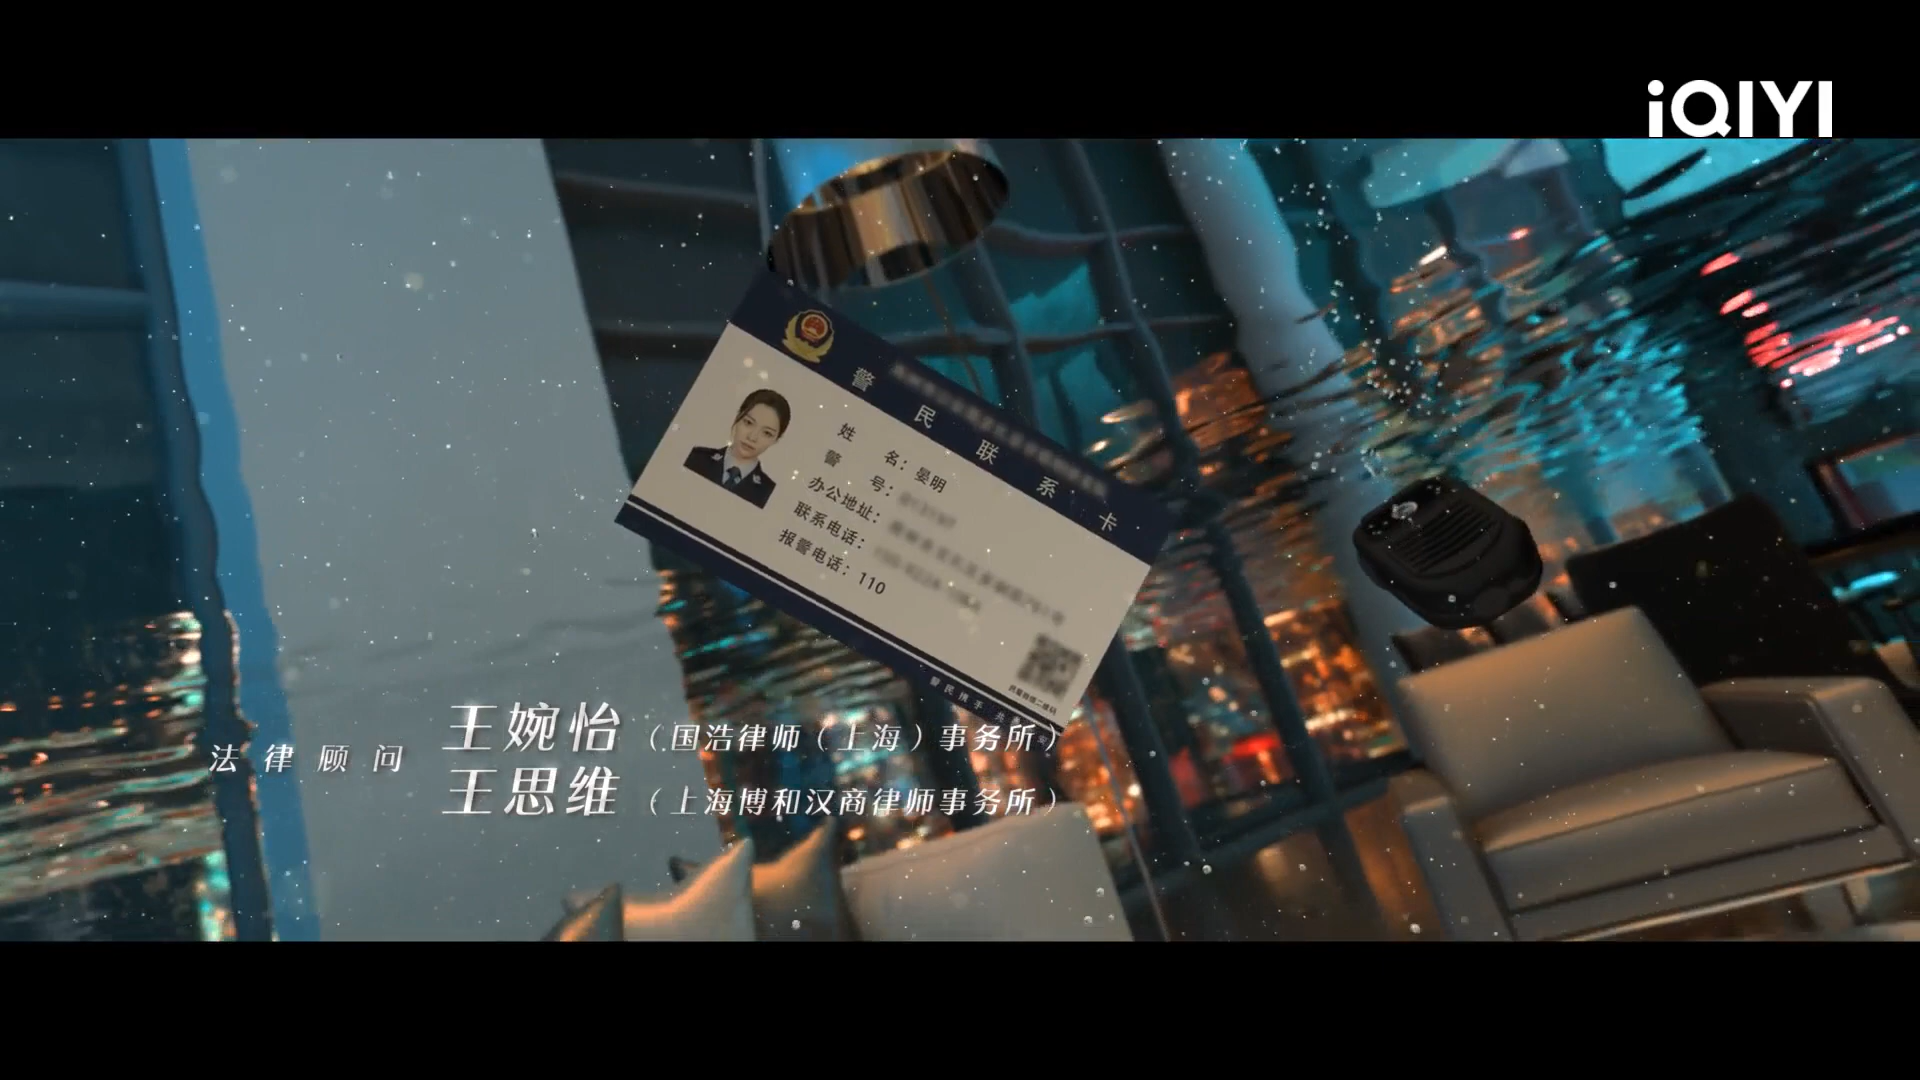 iQIYI
警民联系卡
姓名：晏明
警号：
办公地址：
联系电话：
报警电话：110
法律顾问
王婉怡（国浩律师（上海）事务所）
王思维（上海博和汉商律师事务所）